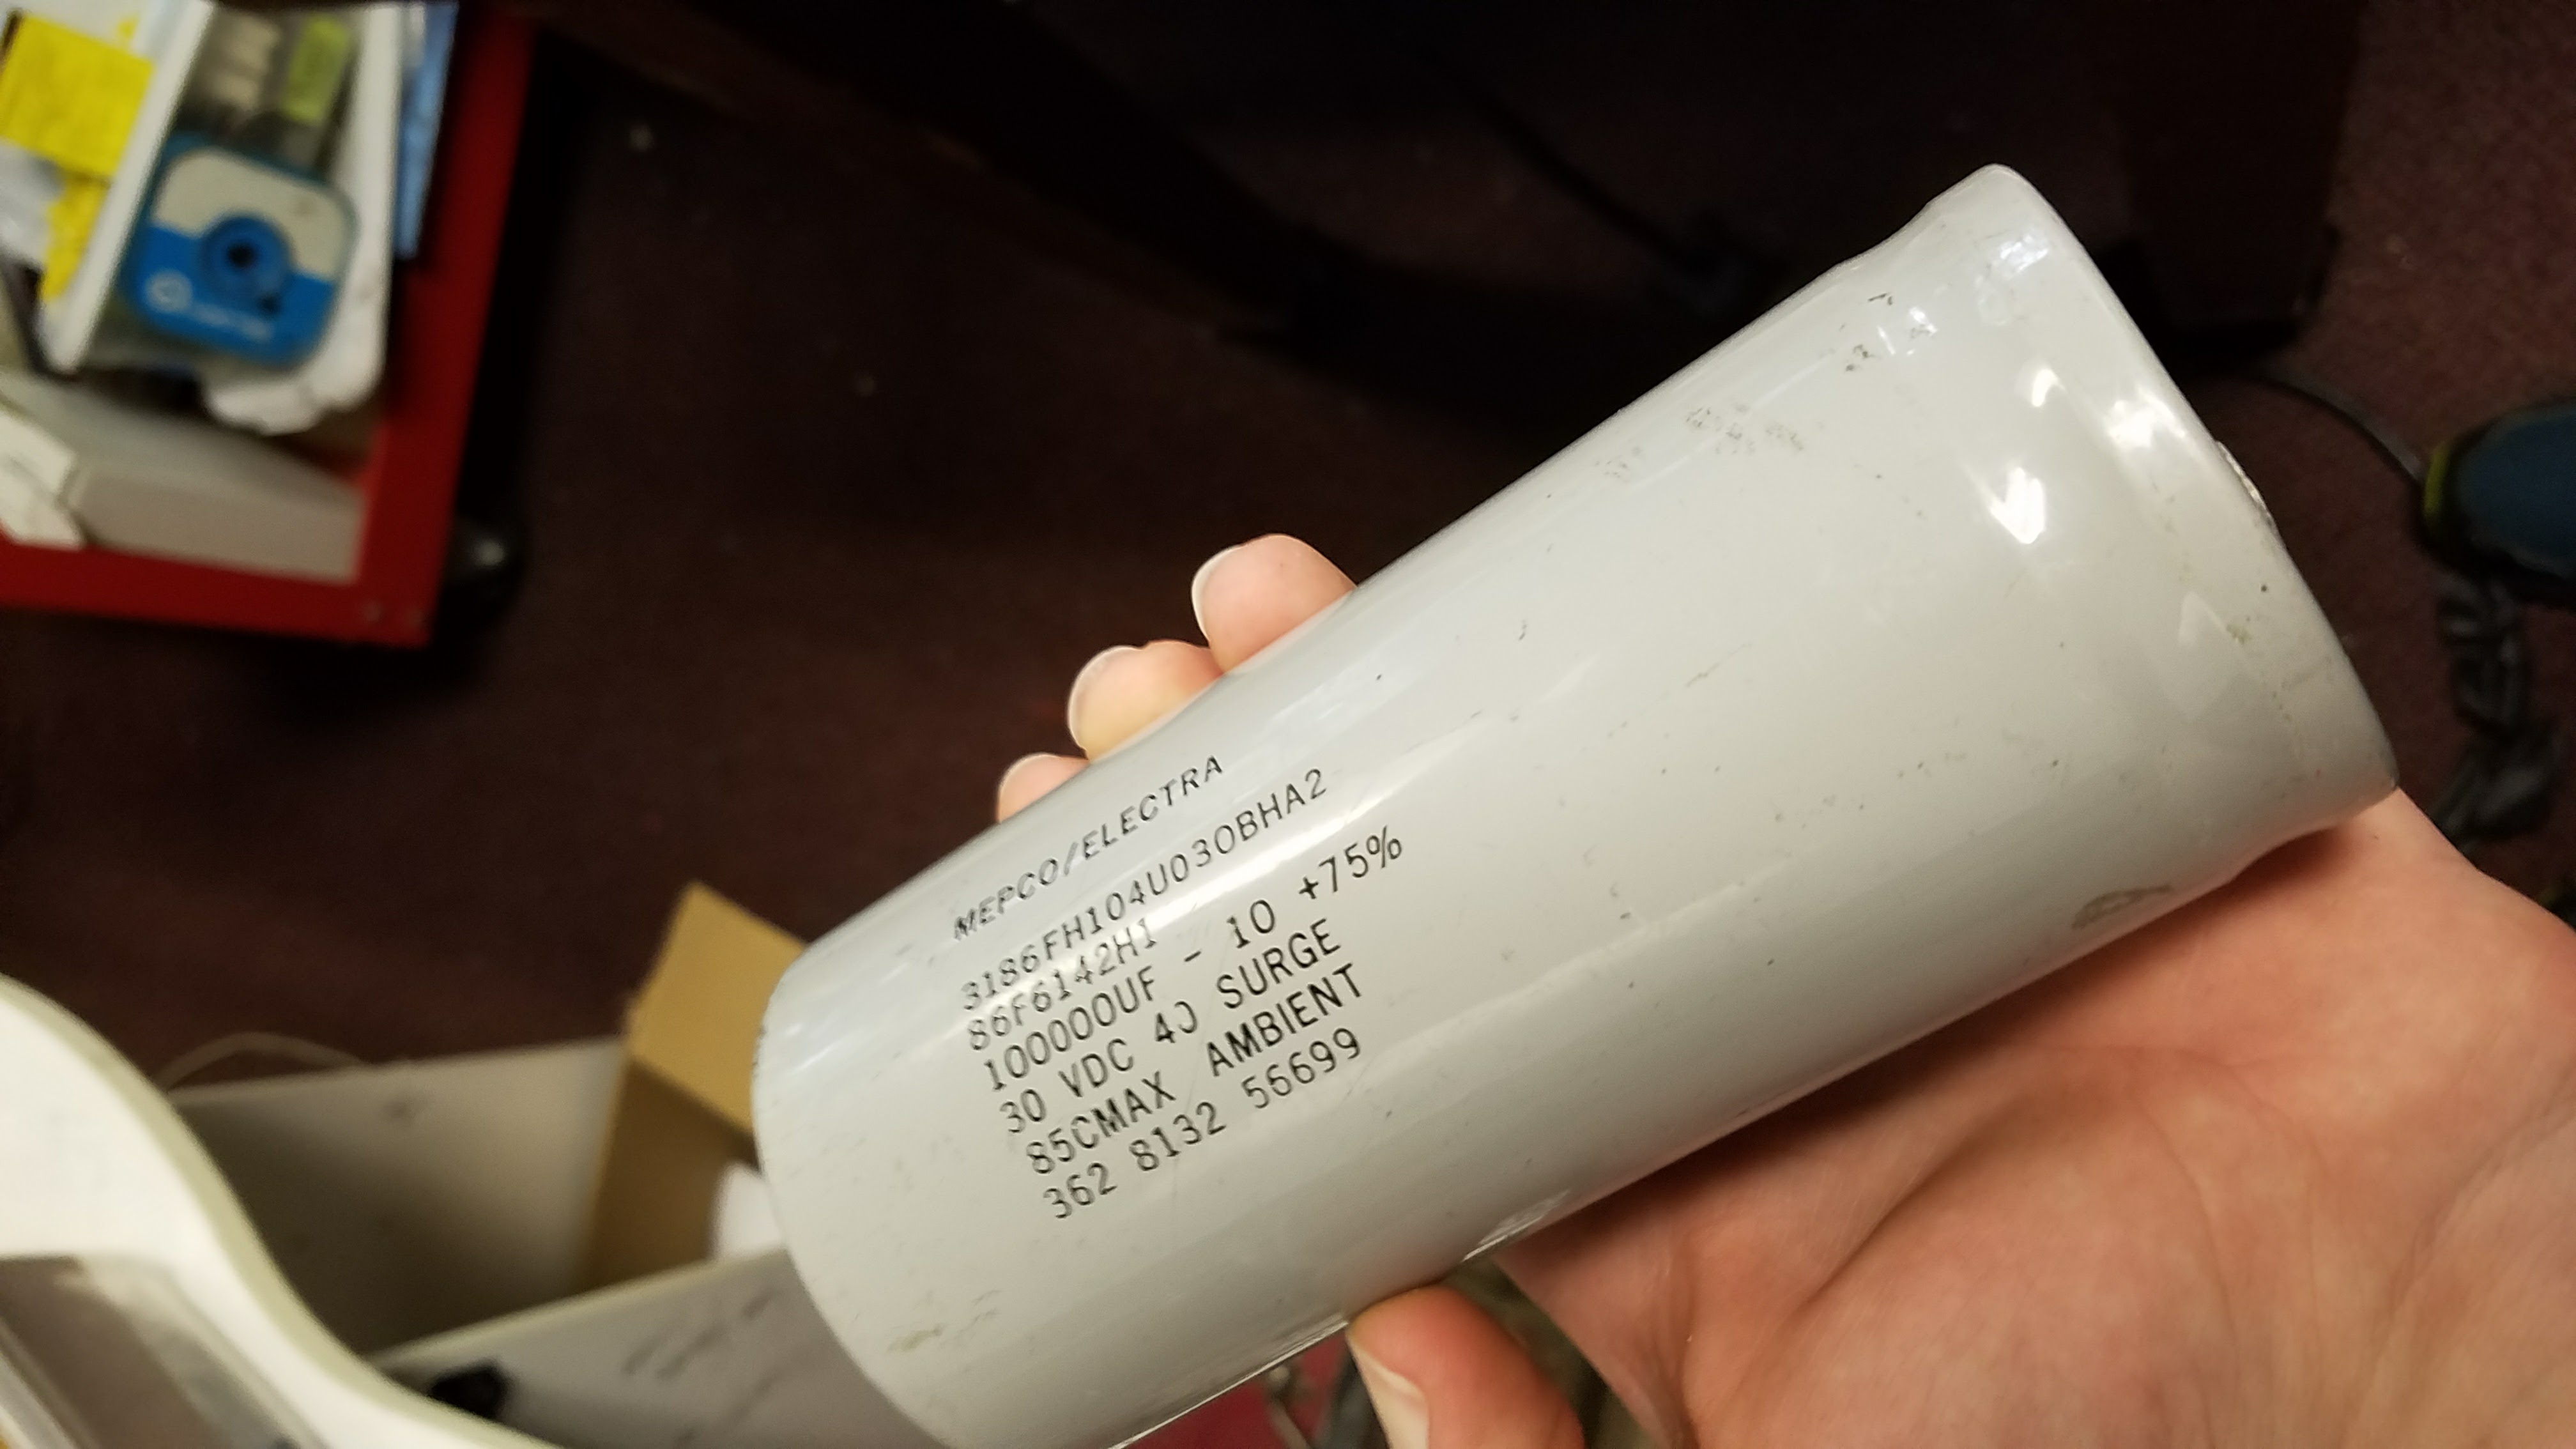 MEPCO/ELECTRA
3186FH104U030BHA2
86F6142H1
100000UF - 10 +75%
30 VDC 40 SURGE
85CMAX AMBIENT
362 8132 56699